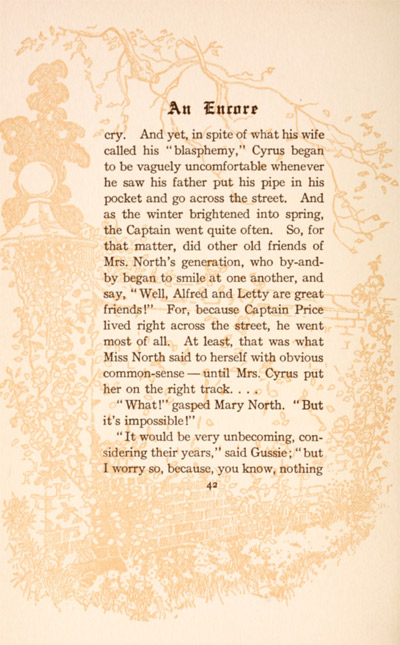 An Encore
cry. And yet, in spite of what his wife
called his "blasphemy," Cyrus began
to be vaguely uncomfortable whenever
he saw his father put his pipe in his
pocket and go across the street. And
as the winter brightened into spring,
the Captain went quite often. So, for
that matter, did other old friends of
Mrs. North's generation, who by-and-
by began to smile at one another, and
say, "Well, Alfred and Letty are great
friends!" For, because Captain Price
lived right across the street, he went
most of all. At least, that was what
Miss North said to herself with obvious
common-sense — until Mrs. Cyrus put
her on the right track. . . .
"What!" gasped Mary North. "But
it's impossible!"
"It would be very unbecoming, con-
sidering their years," said Gussie; "but
I worry so, because, you know, nothing
42